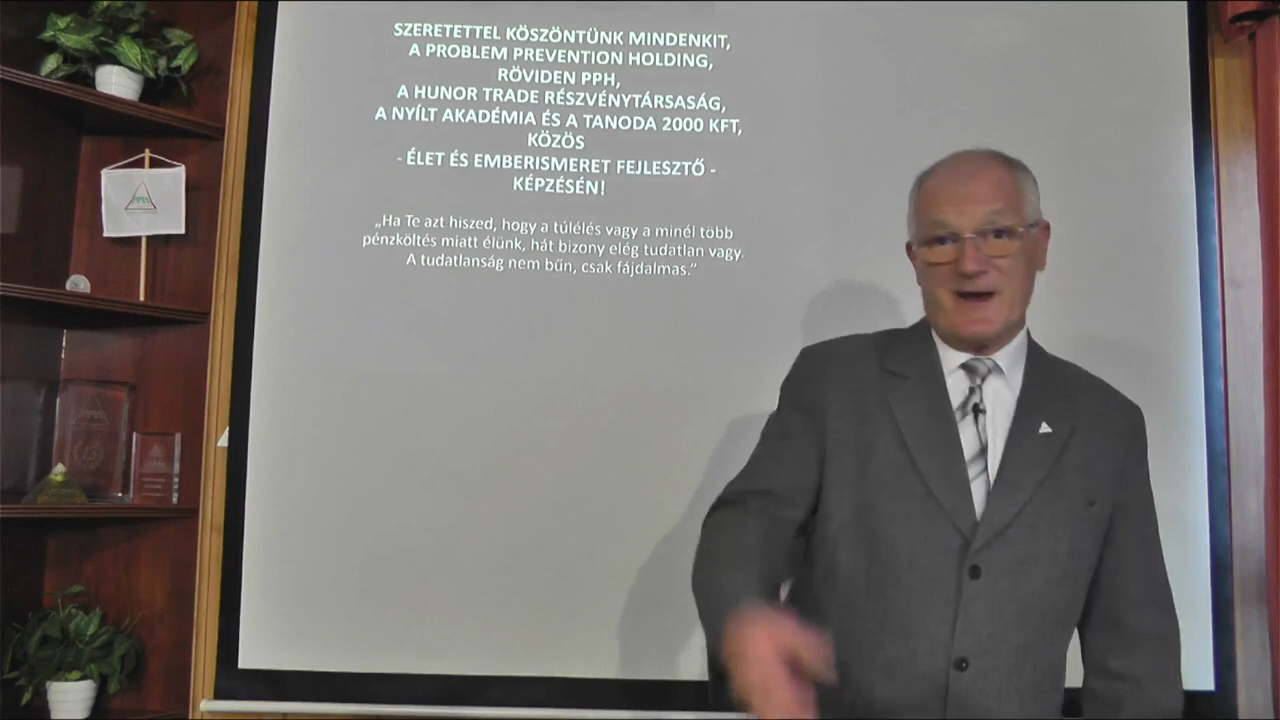 SZERETETTEL KÖSZÖNTÜNK MINDENKIT,
A PROBLEM PREVENTION HOLDING,
RÖVIDEN PPH,
A HUNOR TRADE RÉSZVÉNYTÁRSASÁG,
A NYÍLT AKADÉMIA ÉS A TANODA 2000 KFT,
KÖZÖS
- ÉLET ÉS EMBERISMERET FEJLESZTŐ -
KÉPZÉSÉN!
„Ha Te azt hiszed, hogy a túlélés vagy a minél több
pénzköltés miatt élünk, hát bizony elég tudatlan vagy.
A tudatlanság nem bűn, csak fájdalmas.”
13